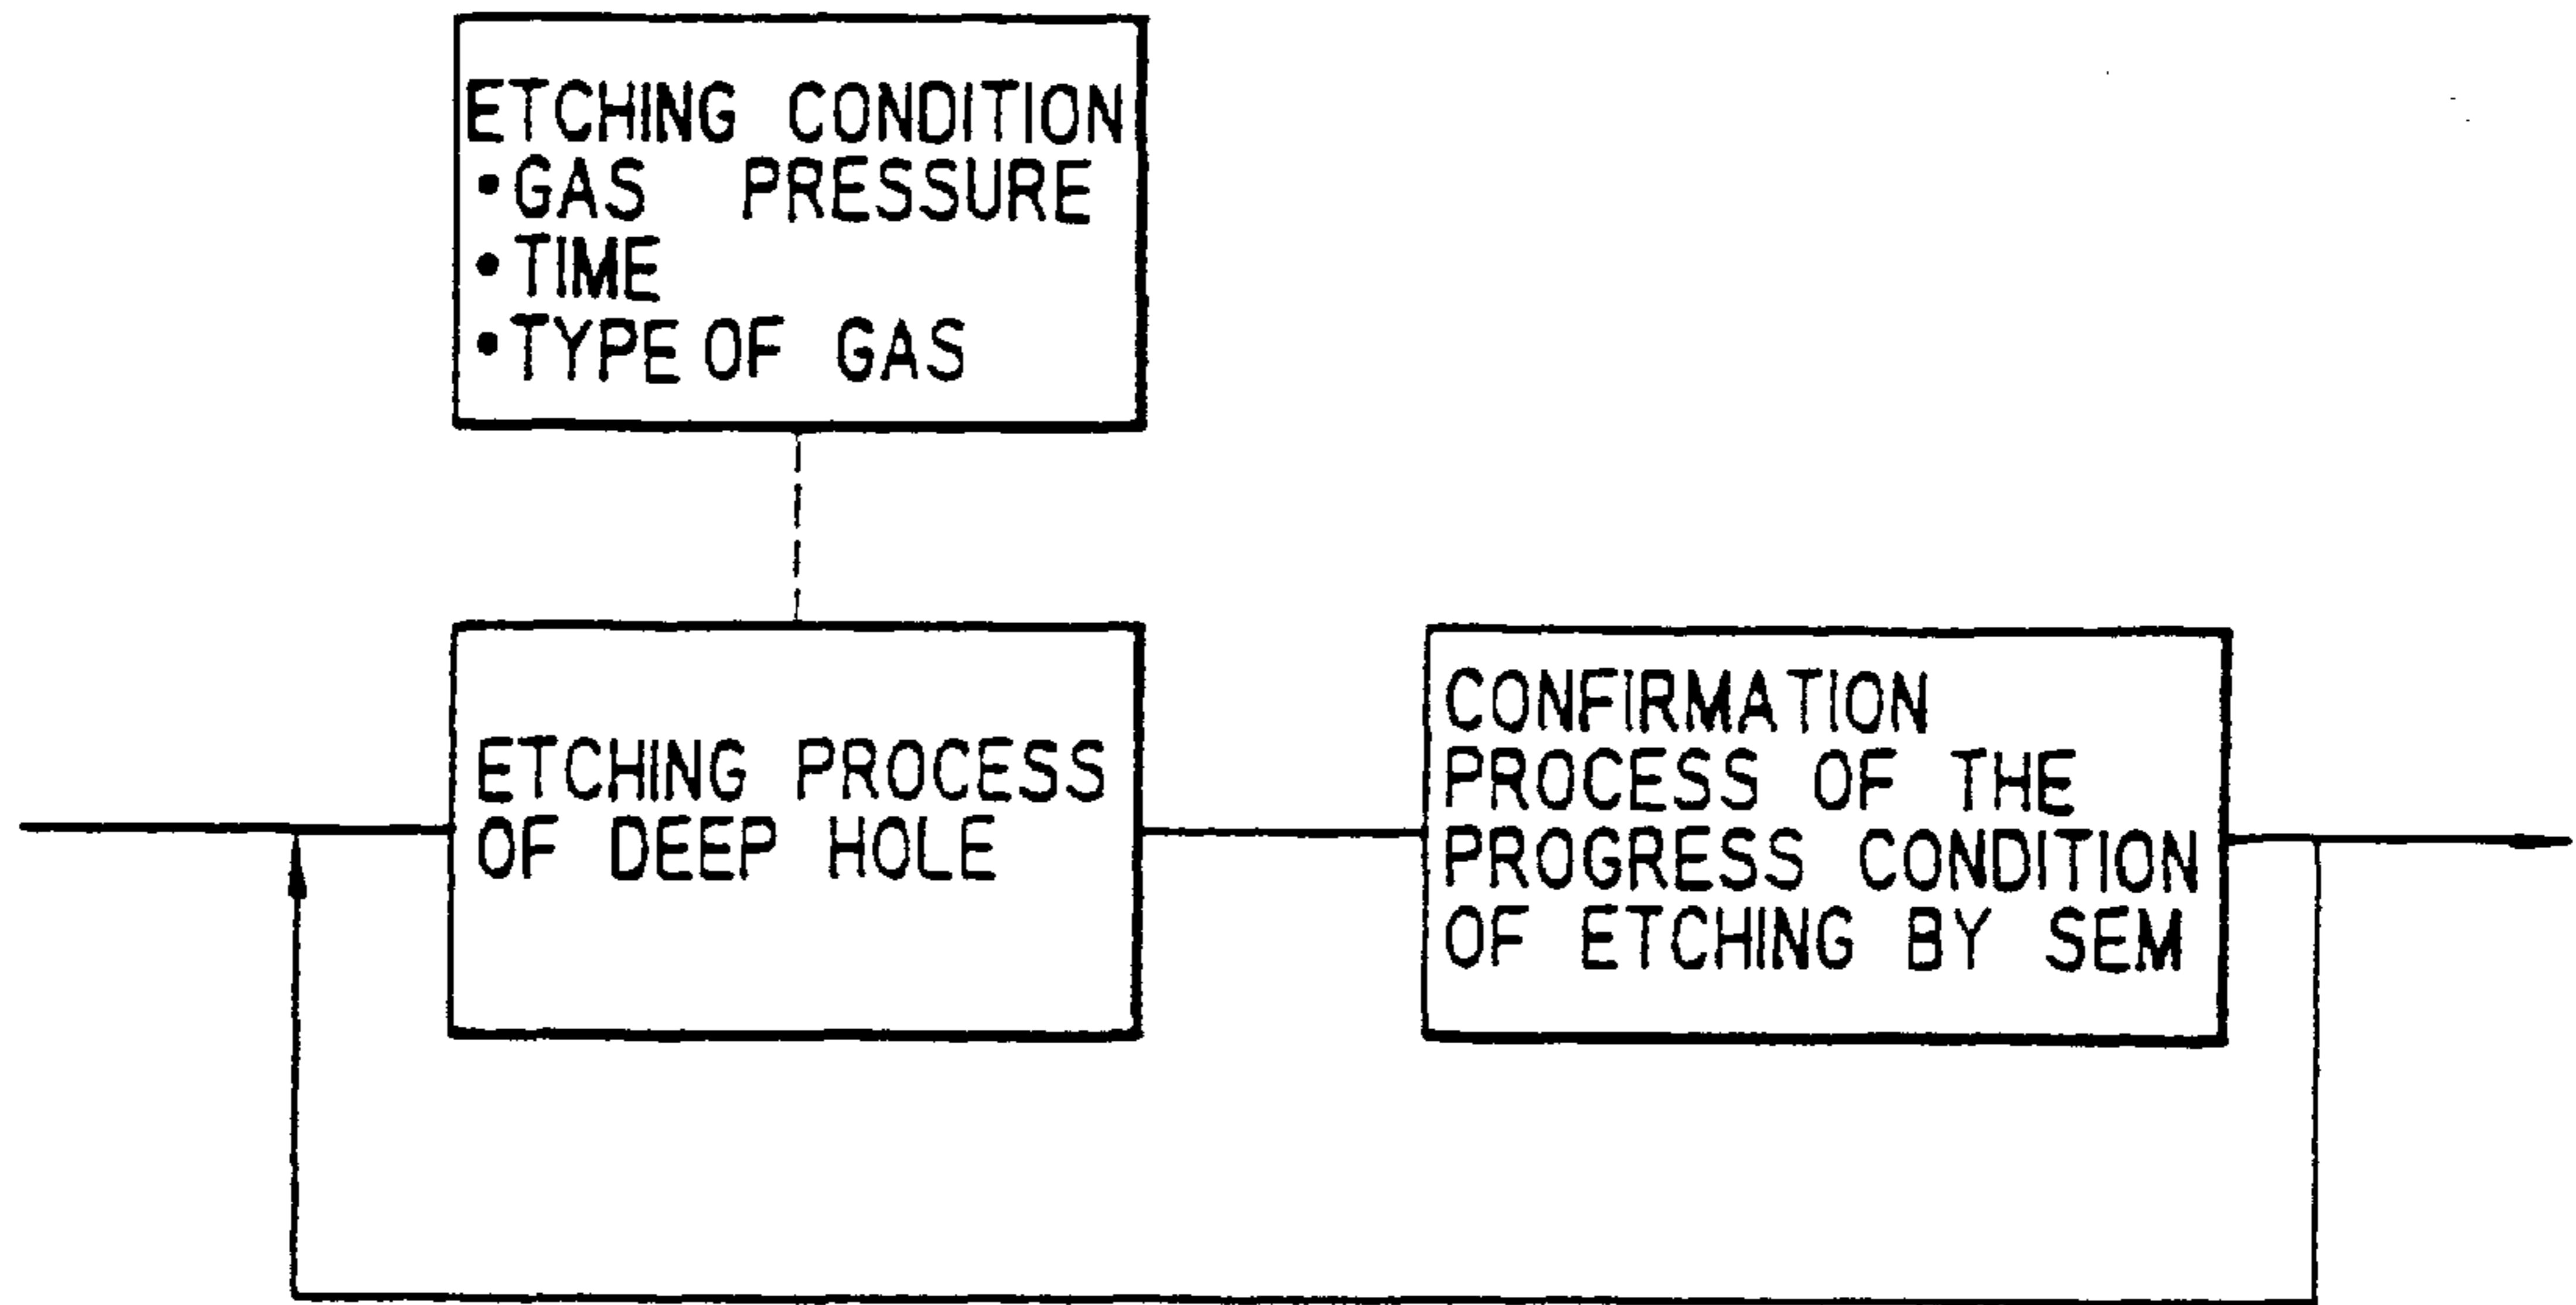 ETCHING CONDITION
•GAS PRESSURE
•TIME
•TYPE OF GAS
ETCHING PROCESS
OF DEEP HOLE
CONFIRMATION
PROCESS OF THE
PROGRESS CONDITION
OF ETCHING BY SEM